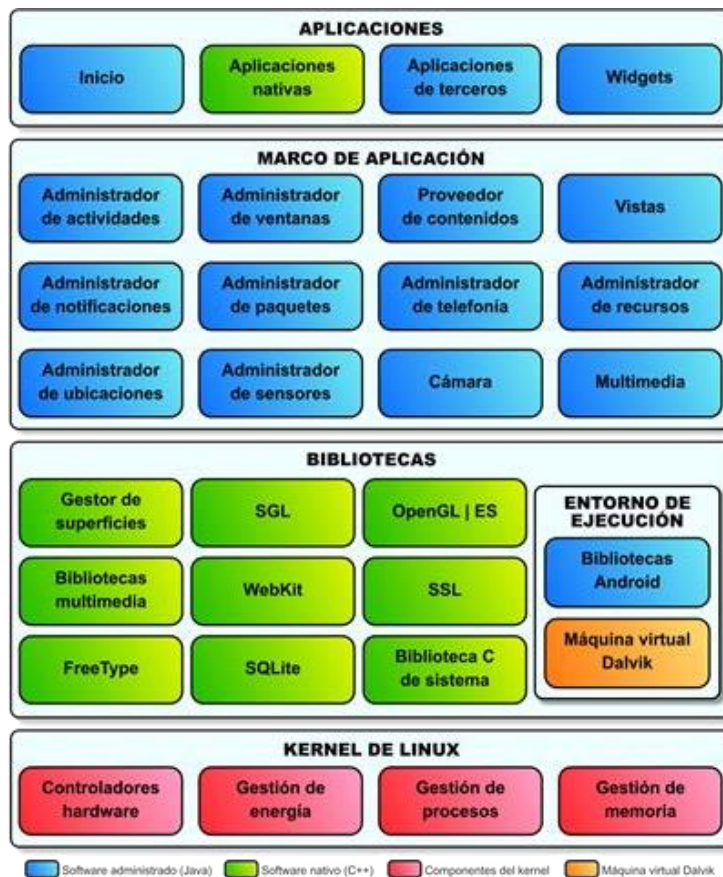 APLICACIONES
Inicio
Aplicaciones
nativas
Aplicaciones
de terceros
Widgets
MARCO DE APLICACIÓN
Administrador
de actividades
Administrador
de ventanas
Proveedor
de contenidos
Vistas
Administrador
de notificaciones
Administrador
de paquetes
Administrador
de telefonía
Administrador
de recursos
Administrador
de ubicaciones
Administrador
de sensores
Cámara
Multimedia
BIBLIOTECAS
Gestor de
superficies
SGL
OpenGL | ES
Bibliotecas
multimedia
WebKit
SSL
FreeType
SQLite
Biblioteca C
de sistema
ENTORNO DE
EJECUCIÓN
Bibliotecas
Android
Máquina virtual
Dalvik
KERNEL DE LINUX
Controladores
hardware
Gestión de
energía
Gestión de
procesos
Gestión de
memoria
Software administrado (Java)
Software nativo (C++)
Componentes del kernel
Máquina virtual Dalvik